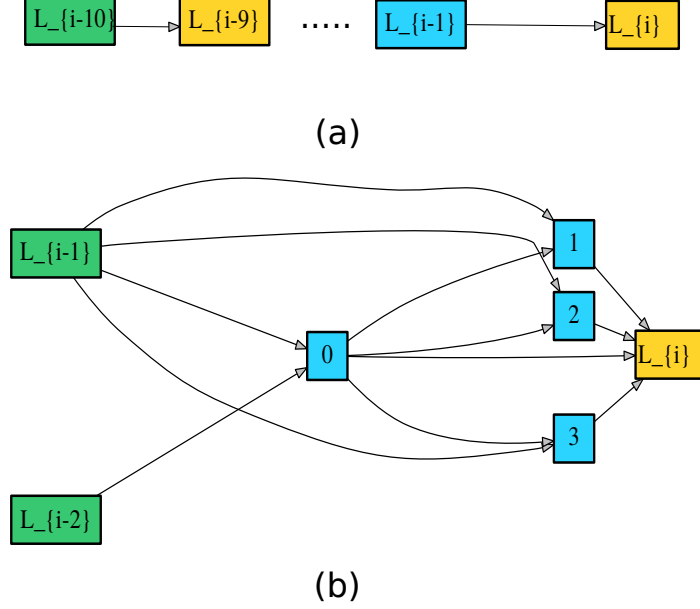 L_{i-10} L_{i-9} ..... L_{i-1} L_{i}
(a)
L_{i-1}
1
2
0
L_{i}
3
L_{i-2}
(b)